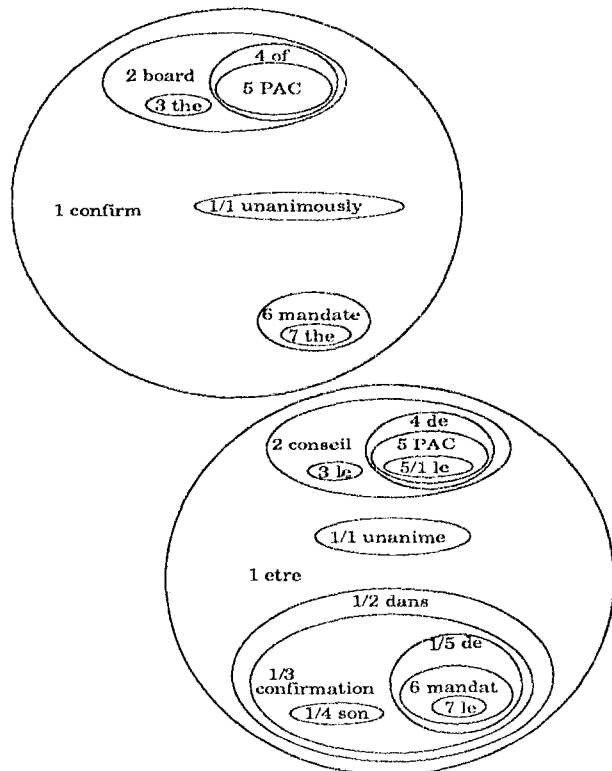 4 of
2 board
5 PAC
3 the
1 confirm
1/1 unanimously
6 mandate
7 the
4 de
2 conseil
5 PAC
3 le
5/1 le
1/1 unanime
1 etre
1/2 dans
1/5 de
1/3
confirmation
6 mandat
1/4 son
7 le